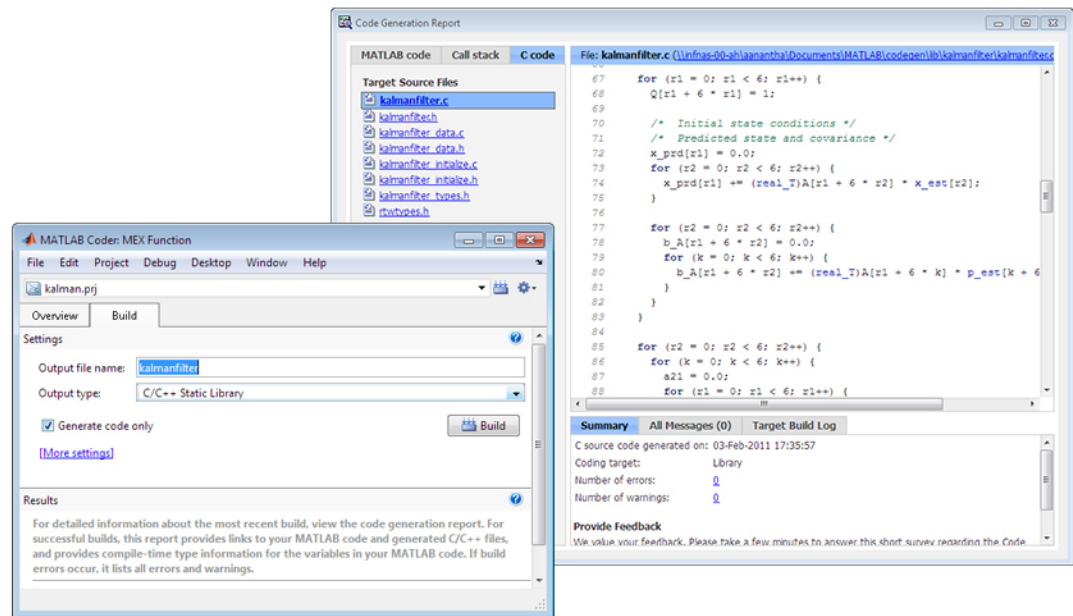 Code Generation Report
MATLAB code Call stack C code
Target Source Files
kalmanfilter.c
kalmanfilter.h
kalmanfilter_data.c
kalmanfilter_data.h
kalmanfilter_initialize.c
kalmanfilter_initialize.h
kalmanfilter_types.h
rtwtypes.h
File: kalmanfilter.c (\\infnas-00-ah\aanantha\Documents\MATLAB\codegen\lib\kalmanfilter\kalmanfilter.c
67 for (r1 = 0; r1 < 6; r1++) {
68 Q[r1 + 6 * r1] = 1;
69
70 /* Initial state conditions */
71 /* Predicted state and covariance */
72 x_prd[r1] = 0.0;
73 for (r2 = 0; r2 < 6; r2++) {
74 x_prd[r1] += (real_T)A[r1 + 6 * r2] * x_est[r2];
75 }
76
77 for (r2 = 0; r2 < 6; r2++) {
78 b_A[r1 + 6 * r2] = 0.0;
79 for (k = 0; k < 6; k++) {
80 b_A[r1 + 6 * r2] += (real_T)A[r1 + 6 * k] * p_est[k + 6
81 }
82 }
83 }
84
85 for (r2 = 0; r2 < 6; r2++) {
86 for (k = 0; k < 6; k++) {
87 a21 = 0.0;
88 for (r1 = 0; r1 < 6; r1++) {
Summary All Messages (0) Target Build Log
C source code generated on: 03-Feb-2011 17:35:57
Coding target: Library
Number of errors: 0
Number of warnings: 0
Provide Feedback
We value your feedback. Please take a few minutes to answer this short survey regarding the Code
MATLAB Coder: MEX Function
File Edit Project Debug Desktop Window Help
kalman.prj
Overview Build
Settings
Output file name: kalmanfilter
Output type: C/C++ Static Library
Generate code only
Build
[More settings]
Results
For detailed information about the most recent build, view the code generation report. For
successful builds, this report provides links to your MATLAB code and generated C/C++ files,
and provides compile-time type information for the variables in your MATLAB code. If build
errors occur, it lists all errors and warnings.